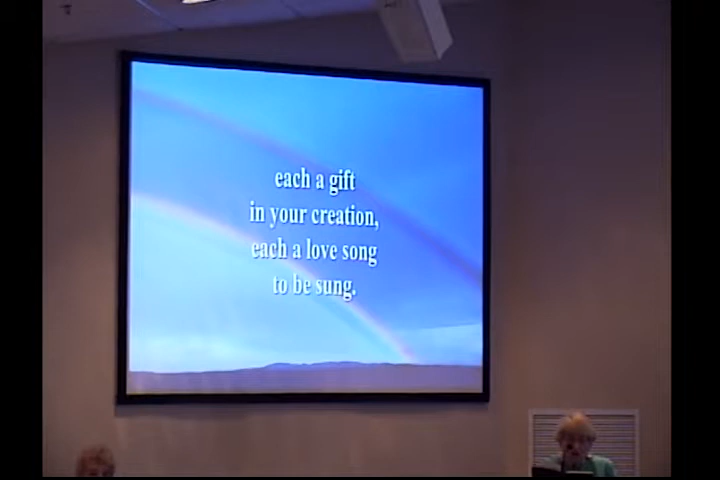 each a gift
in your creation,
each a love song
to be sung.